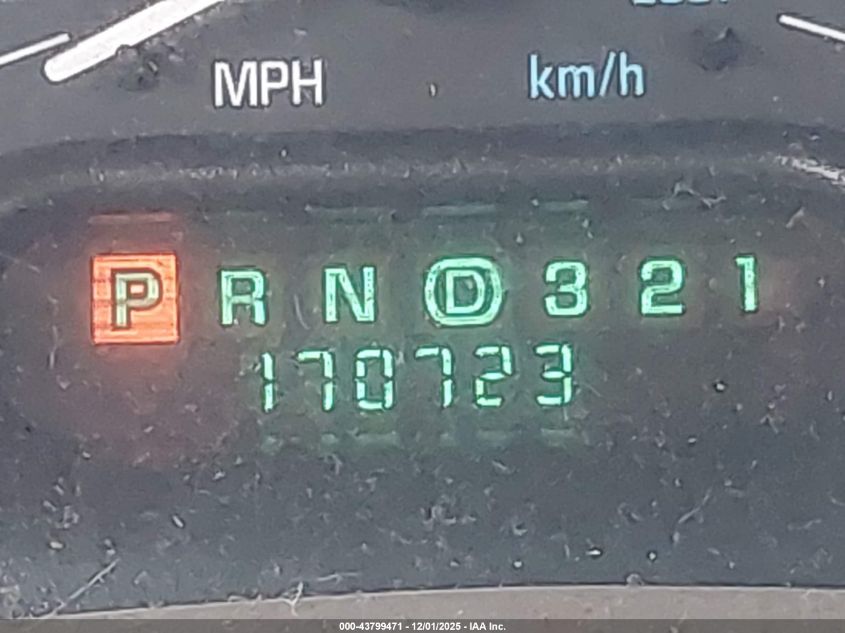 MPH km/h
P R N D 3 2 1
170723
000-43799471 - 12/01/2025 - IAA Inc.